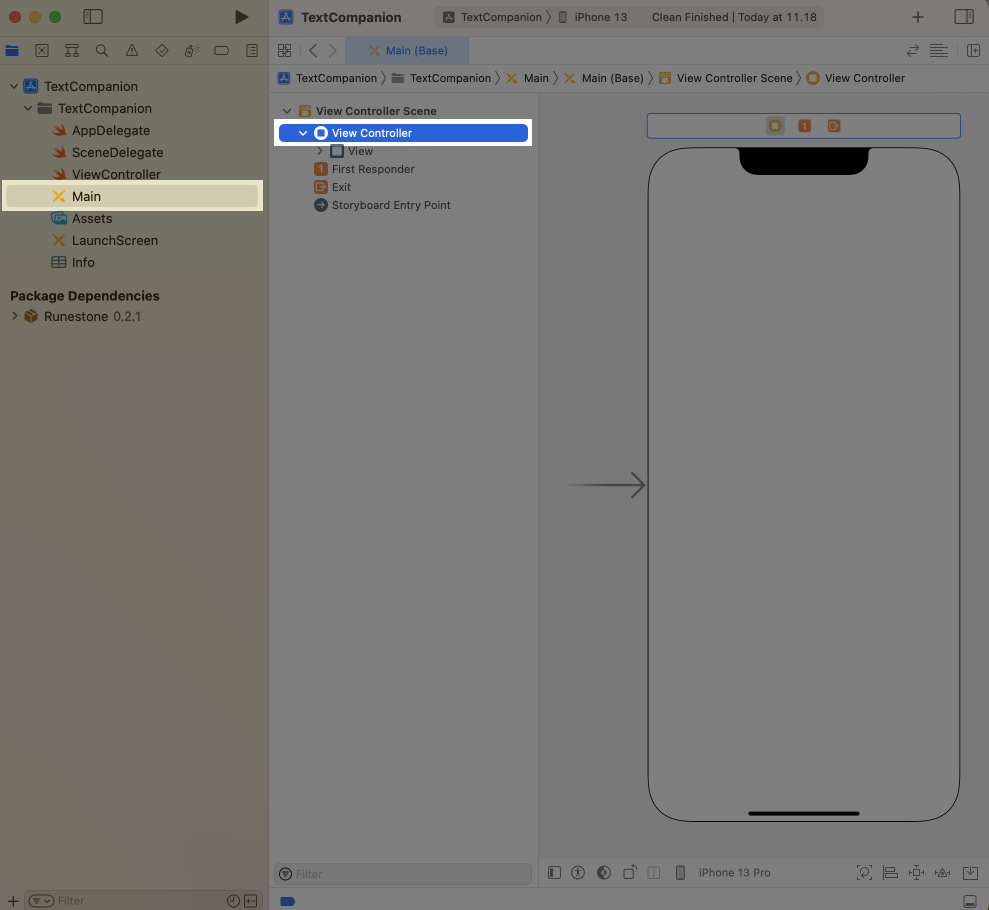 TextCompanion
TextCompanion
iPhone 13
Clean Finished | Today at 11.18
Main (Base)
TextCompanion
TextCompanion
Main
Main (Base)
View Controller Scene
View Controller
TextCompanion
TextCompanion
AppDelegate
SceneDelegate
ViewController
Main
Assets
LaunchScreen
Info
Package Dependencies
Runestone 0.2.1
Filter
View Controller Scene
View Controller
View
1 First Responder
Exit
Storyboard Entry Point
Filter
1
iPhone 13 Pro